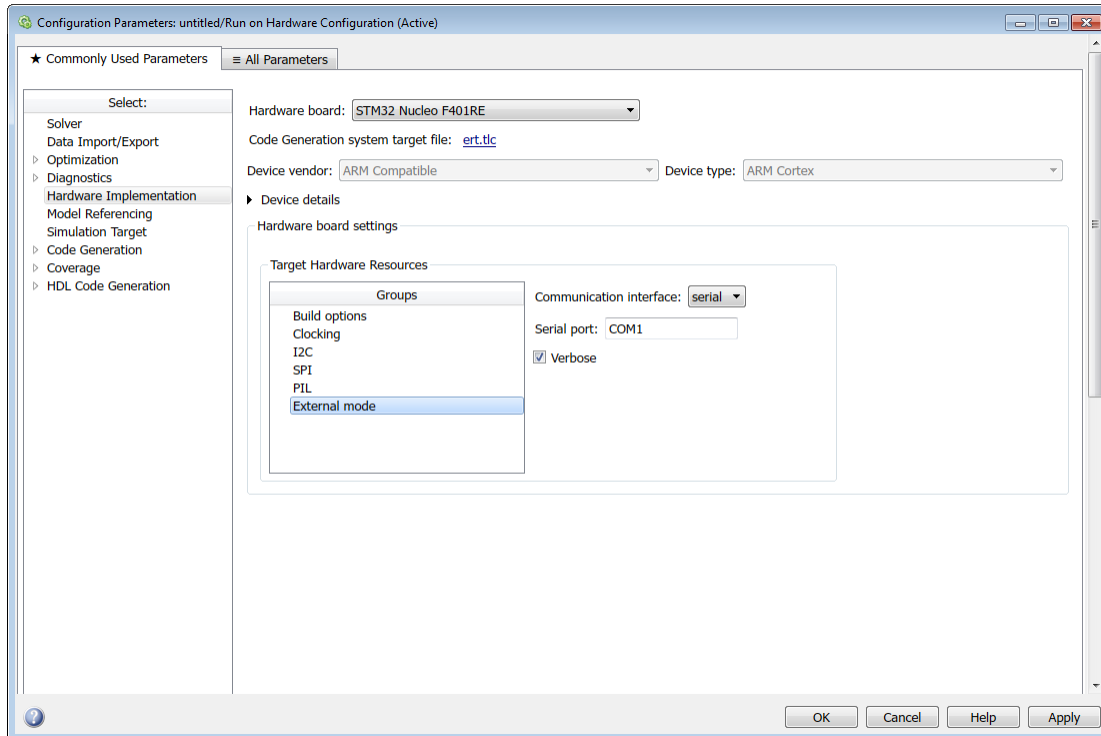 Configuration Parameters: untitled/Run on Hardware Configuration (Active)
★ Commonly Used Parameters
≡ All Parameters
Select:
Solver
Data Import/Export
Optimization
Diagnostics
Hardware Implementation
Model Referencing
Simulation Target
Code Generation
Coverage
HDL Code Generation
Hardware board: STM32 Nucleo F401RE
Code Generation system target file: ert.tlc
Device vendor: ARM Compatible Device type: ARM Cortex
Device details
Hardware board settings
Target Hardware Resources
Groups
Build options
Clocking
I2C
SPI
PIL
External mode
Communication interface: serial
Serial port: COM1
Verbose
OK Cancel Help Apply